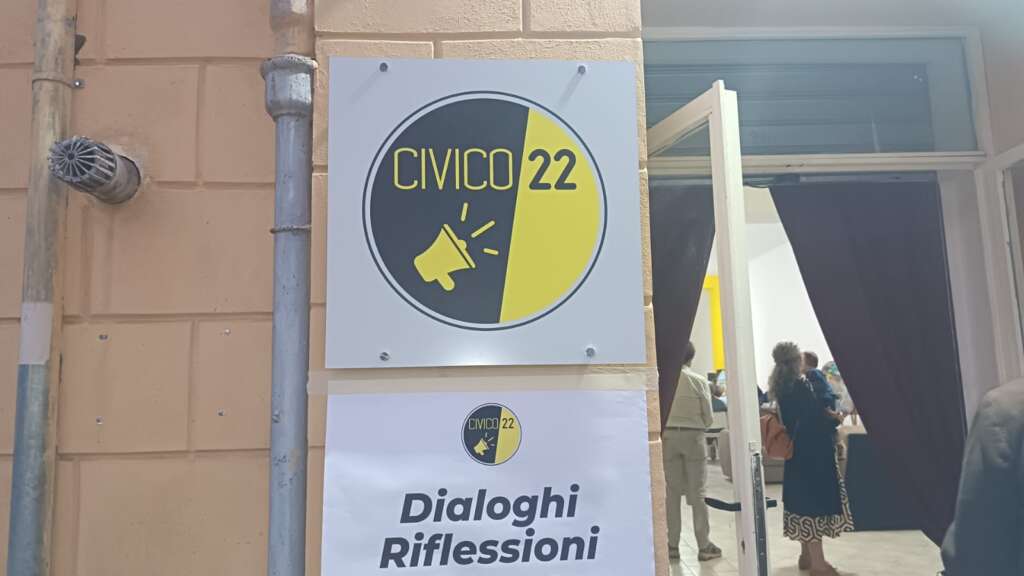 CIVICO 22
CIVICO 22
Dialoghi
Riflessioni